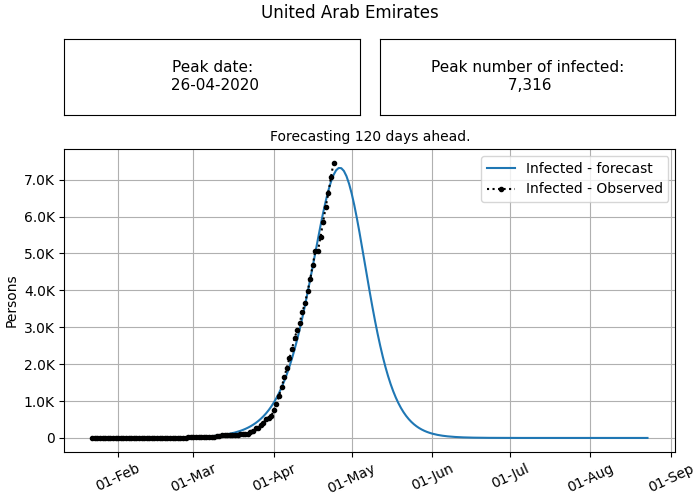 United Arab Emirates
Peak date:
26-04-2020
Peak number of infected:
7,316
Forecasting 120 days ahead.
Infected - forecast
Infected - Observed
Persons
7.0K
6.0K
5.0K
4.0K
3.0K
2.0K
1.0K
0
01-Feb
01-Mar
01-Apr
01-May
01-Jun
01-Jul
01-Aug
01-Sep